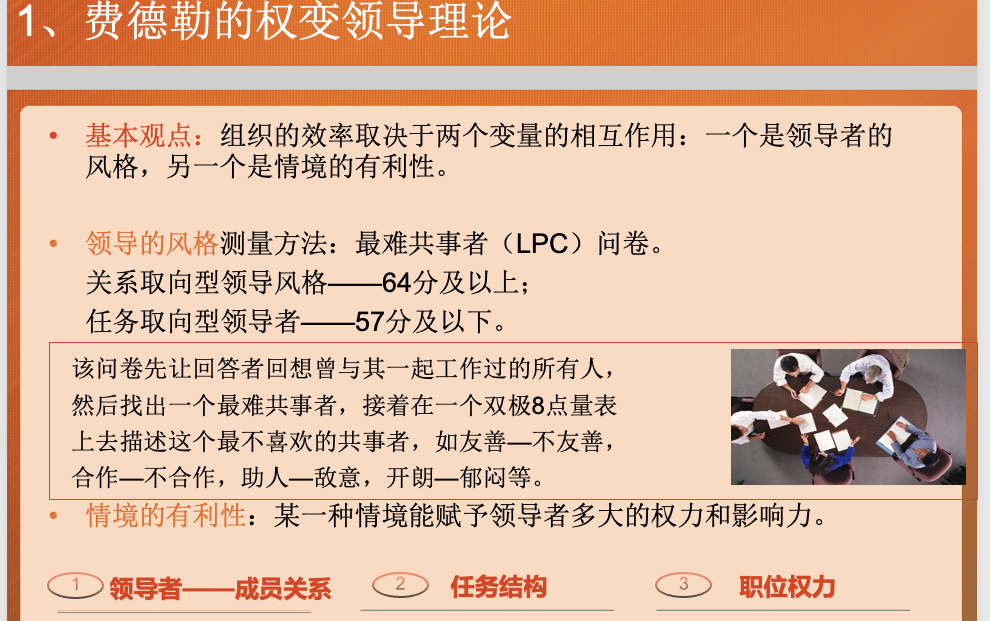 1、费德勒的权变领导理论
• 基本观点：组织的效率取决于两个变量的相互作用：一个是领导者的
风格，另一个是情境的有利性。
• 领导的风格测量方法：最难共事者（LPC）问卷。
关系取向型领导风格——64分及以上；
任务取向型领导者——57分及以下。
该问卷先让回答者回想曾与其一起工作过的所有人，
然后找出一个最难共事者，接着在一个双极8点量表
上去描述这个最不喜欢的共事者，如友善—不友善，
合作—不合作，助人—敌意，开朗—郁闷等。
• 情境的有利性：某一种情境能赋予领导者多大的权力和影响力。
1 领导者——成员关系 2 任务结构 3 职位权力